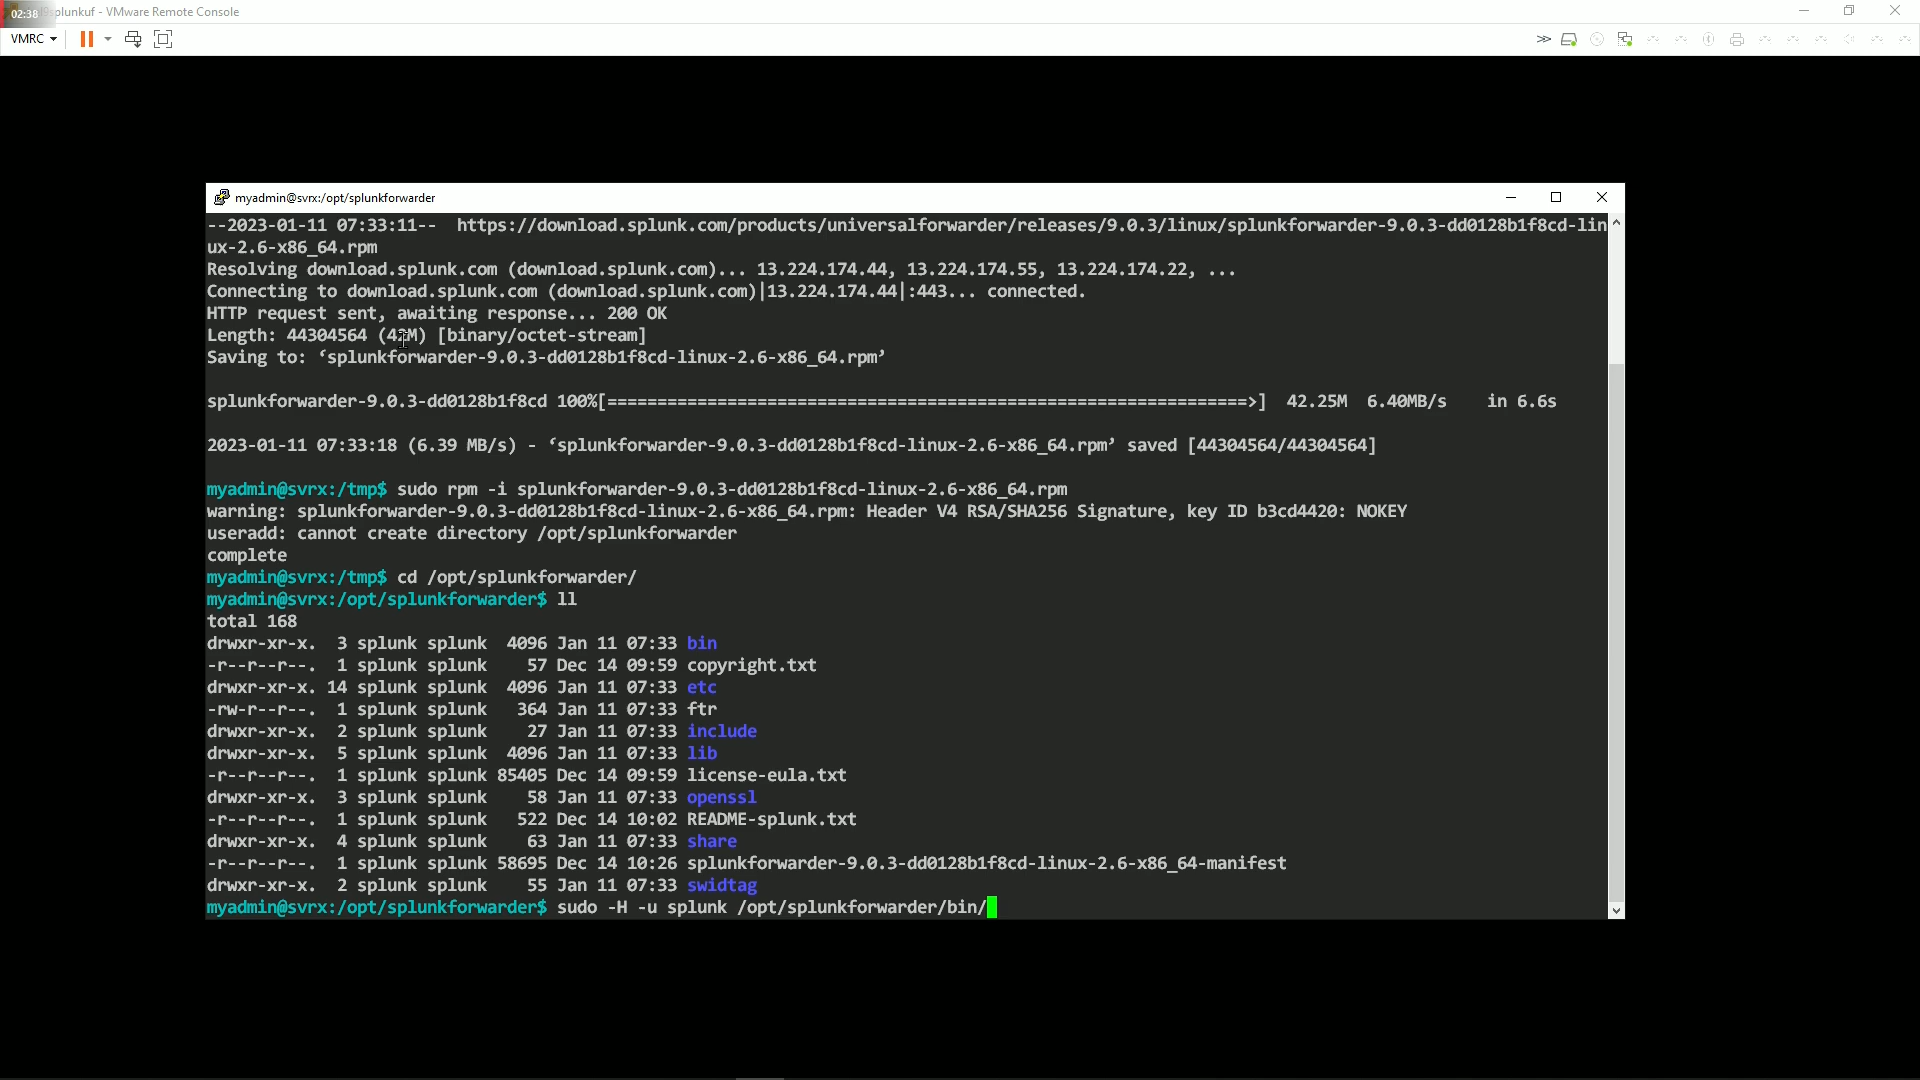 02:38
splunkuf - VMware Remote Console
VMRC
myadmin@svrx:/opt/splunkforwarder
--2023-01-11 07:33:11--  https://download.splunk.com/products/universalforwarder/releases/9.0.3/linux/splunkforwarder-9.0.3-dd0128b1f8cd-lin
ux-2.6-x86_64.rpm
Resolving download.splunk.com (download.splunk.com)... 13.224.174.44, 13.224.174.55, 13.224.174.22, ...
Connecting to download.splunk.com (download.splunk.com)|13.224.174.44|:443... connected.
HTTP request sent, awaiting response... 200 OK
Length: 44304564 (42M) [binary/octet-stream]
Saving to: ‘splunkforwarder-9.0.3-dd0128b1f8cd-linux-2.6-x86_64.rpm’
splunkforwarder-9.0.3-dd0128b1f8cd 100%[================================================================>]  42.25M  6.40MB/s    in 6.6s
2023-01-11 07:33:18 (6.39 MB/s) - ‘splunkforwarder-9.0.3-dd0128b1f8cd-linux-2.6-x86_64.rpm’ saved [44304564/44304564]
myadmin@svrx:/tmp$ sudo rpm -i splunkforwarder-9.0.3-dd0128b1f8cd-linux-2.6-x86_64.rpm
warning: splunkforwarder-9.0.3-dd0128b1f8cd-linux-2.6-x86_64.rpm: Header V4 RSA/SHA256 Signature, key ID b3cd4420: NOKEY
useradd: cannot create directory /opt/splunkforwarder
complete
myadmin@svrx:/tmp$ cd /opt/splunkforwarder/
myadmin@svrx:/opt/splunkforwarder$ ll
total 168
drwxr-xr-x.  3 splunk splunk  4096 Jan 11 07:33 bin
-r--r--r--.  1 splunk splunk    57 Dec 14 09:59 copyright.txt
drwxr-xr-x. 14 splunk splunk  4096 Jan 11 07:33 etc
-rw-r--r--.  1 splunk splunk   364 Jan 11 07:33 ftr
drwxr-xr-x.  2 splunk splunk    27 Jan 11 07:33 include
drwxr-xr-x.  5 splunk splunk  4096 Jan 11 07:33 lib
-r--r--r--.  1 splunk splunk 85405 Dec 14 09:59 license-eula.txt
drwxr-xr-x.  3 splunk splunk    58 Jan 11 07:33 openssl
-r--r--r--.  1 splunk splunk   522 Dec 14 10:02 README-splunk.txt
drwxr-xr-x.  4 splunk splunk    63 Jan 11 07:33 share
-r--r--r--.  1 splunk splunk 58695 Dec 14 10:26 splunkforwarder-9.0.3-dd0128b1f8cd-linux-2.6-x86_64-manifest
drwxr-xr-x.  2 splunk splunk    55 Jan 11 07:33 swidtag
myadmin@svrx:/opt/splunkforwarder$ sudo -H -u splunk /opt/splunkforwarder/bin/